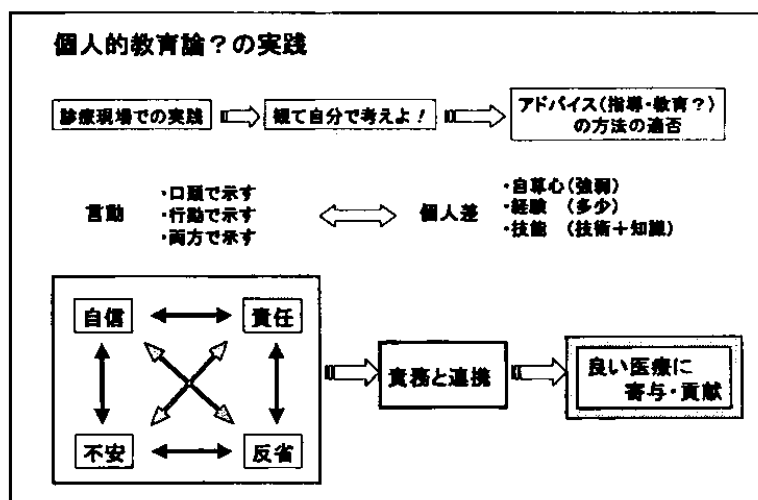 個人的教育論?の実践
診療現場での実践
観て自分で考えよ!
アドバイス(指導・教育?)
の方法の適否
言動
・口頭で示す
・行動で示す
・両方で示す
個人差
・自尊心(強弱)
・経験 (多少)
・技能 (技術+知識)
自信
責任
不安
反省
責務と連携
良い医療に
寄与・貢献